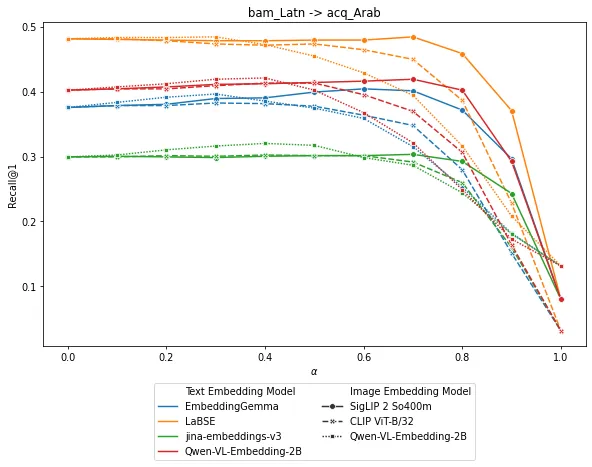 bam_Latn -> acq_Arab
0.5
0.4
0.3
0.2
0.1
Recall@1
0.0 0.2 0.4 0.6 0.8 1.0
α
Text Embedding Model Image Embedding Model
EmbeddingGemma SigLIP 2 So400m
LaBSE CLIP ViT-B/32
jina-embeddings-v3 Qwen-VL-Embedding-2B
Qwen-VL-Embedding-2B